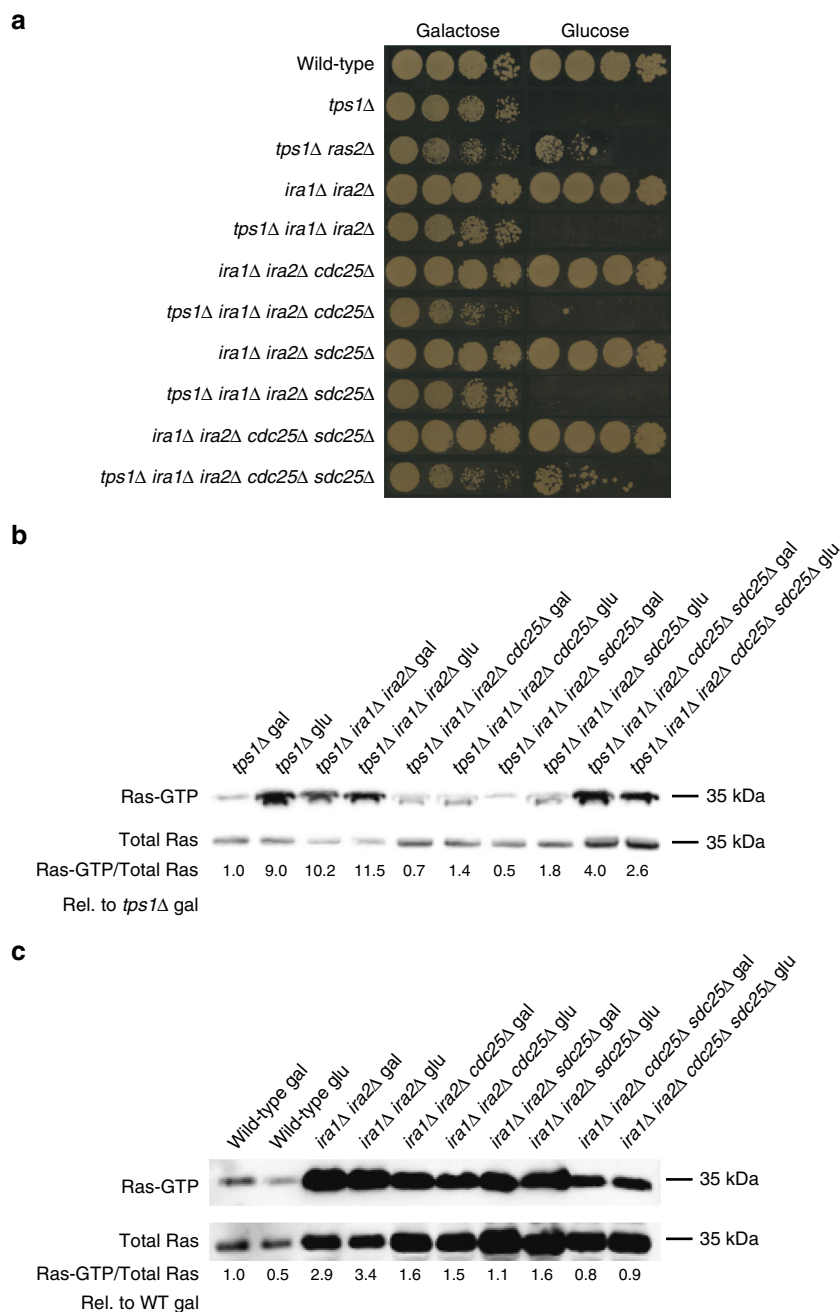 a
Galactose Glucose
Wild-type
tps1Δ
tps1Δ ras2Δ
ira1Δ ira2Δ
tps1Δ ira1Δ ira2Δ
ira1Δ ira2Δ cdc25Δ
tps1Δ ira1Δ ira2Δ cdc25Δ
ira1Δ ira2Δ sdc25Δ
tps1Δ ira1Δ ira2Δ sdc25Δ
ira1Δ ira2Δ cdc25Δ sdc25Δ
tps1Δ ira1Δ ira2Δ cdc25Δ sdc25Δ
b
tps1Δ gal
tps1Δ glu
tps1Δ ira1Δ ira2Δ gal
tps1Δ ira1Δ ira2Δ glu
tps1Δ ira1Δ ira2Δ cdc25Δ gal
tps1Δ ira1Δ ira2Δ cdc25Δ glu
tps1Δ ira1Δ ira2Δ sdc25Δ gal
tps1Δ ira1Δ ira2Δ sdc25Δ glu
tps1Δ ira1Δ ira2Δ cdc25Δ sdc25Δ gal
tps1Δ ira1Δ ira2Δ cdc25Δ sdc25Δ glu
Ras-GTP 35 kDa
Total Ras 35 kDa
Ras-GTP/Total Ras 1.0 9.0 10.2 11.5 0.7 1.4 0.5 1.8 4.0 2.6
Rel. to tps1Δ gal
c
Wild-type gal
Wild-type glu
ira1Δ ira2Δ gal
ira1Δ ira2Δ glu
ira1Δ ira2Δ cdc25Δ gal
ira1Δ ira2Δ cdc25Δ glu
ira1Δ ira2Δ sdc25Δ gal
ira1Δ ira2Δ sdc25Δ glu
ira1Δ ira2Δ cdc25Δ sdc25Δ gal
ira1Δ ira2Δ cdc25Δ sdc25Δ glu
Ras-GTP 35 kDa
Total Ras 35 kDa
Ras-GTP/Total Ras 1.0 0.5 2.9 3.4 1.6 1.5 1.1 1.6 0.8 0.9
Rel. to WT gal